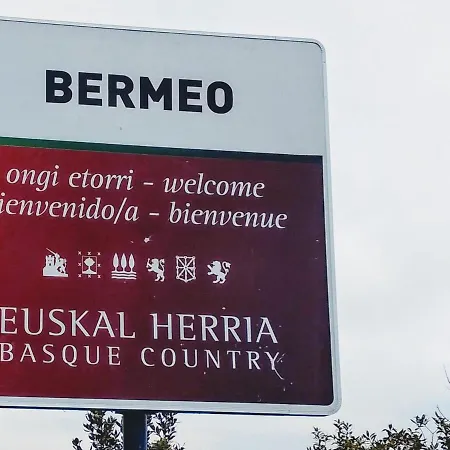 BERMEO
ongi etorri - welcome
ienvenido/a - bienvenue
EUSKAL HERRIA
BASQUE COUNTRY